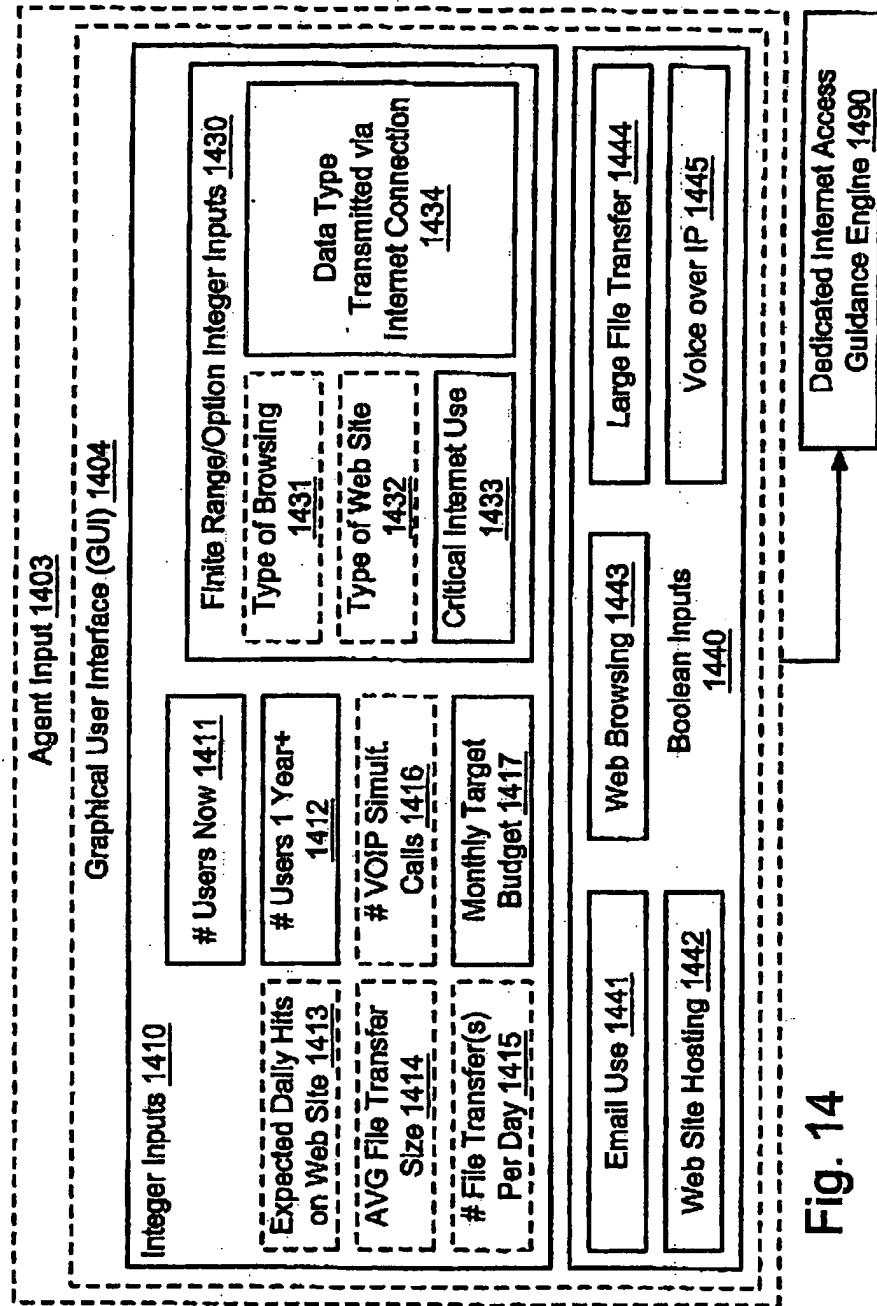 Agent Input 1403
Graphical User Interface (GUI) 1404
Integer Inputs 1410
# Users Now 1411
Expected Daily Hits
on Web Site 1413
# Users 1 Year+
1412
AVG File Transfer
Size 1414
# VOIP Simult.
Calls 1416
# File Transfer(s)
Per Day 1415
Monthly Target
Budget 1417
Finite Range/Option Integer Inputs 1430
Type of Browsing
1431
Type of Web Site
1432
Critical Internet Use
1433
Data Type
Transmitted via
Internet Connection
1434
Email Use 1441
Web Browsing 1443
Large File Transfer 1444
Web Site Hosting 1442
Boolean Inputs
1440
Voice over IP 1445
Dedicated Internet Access
Guidance Engine 1490
Fig. 14